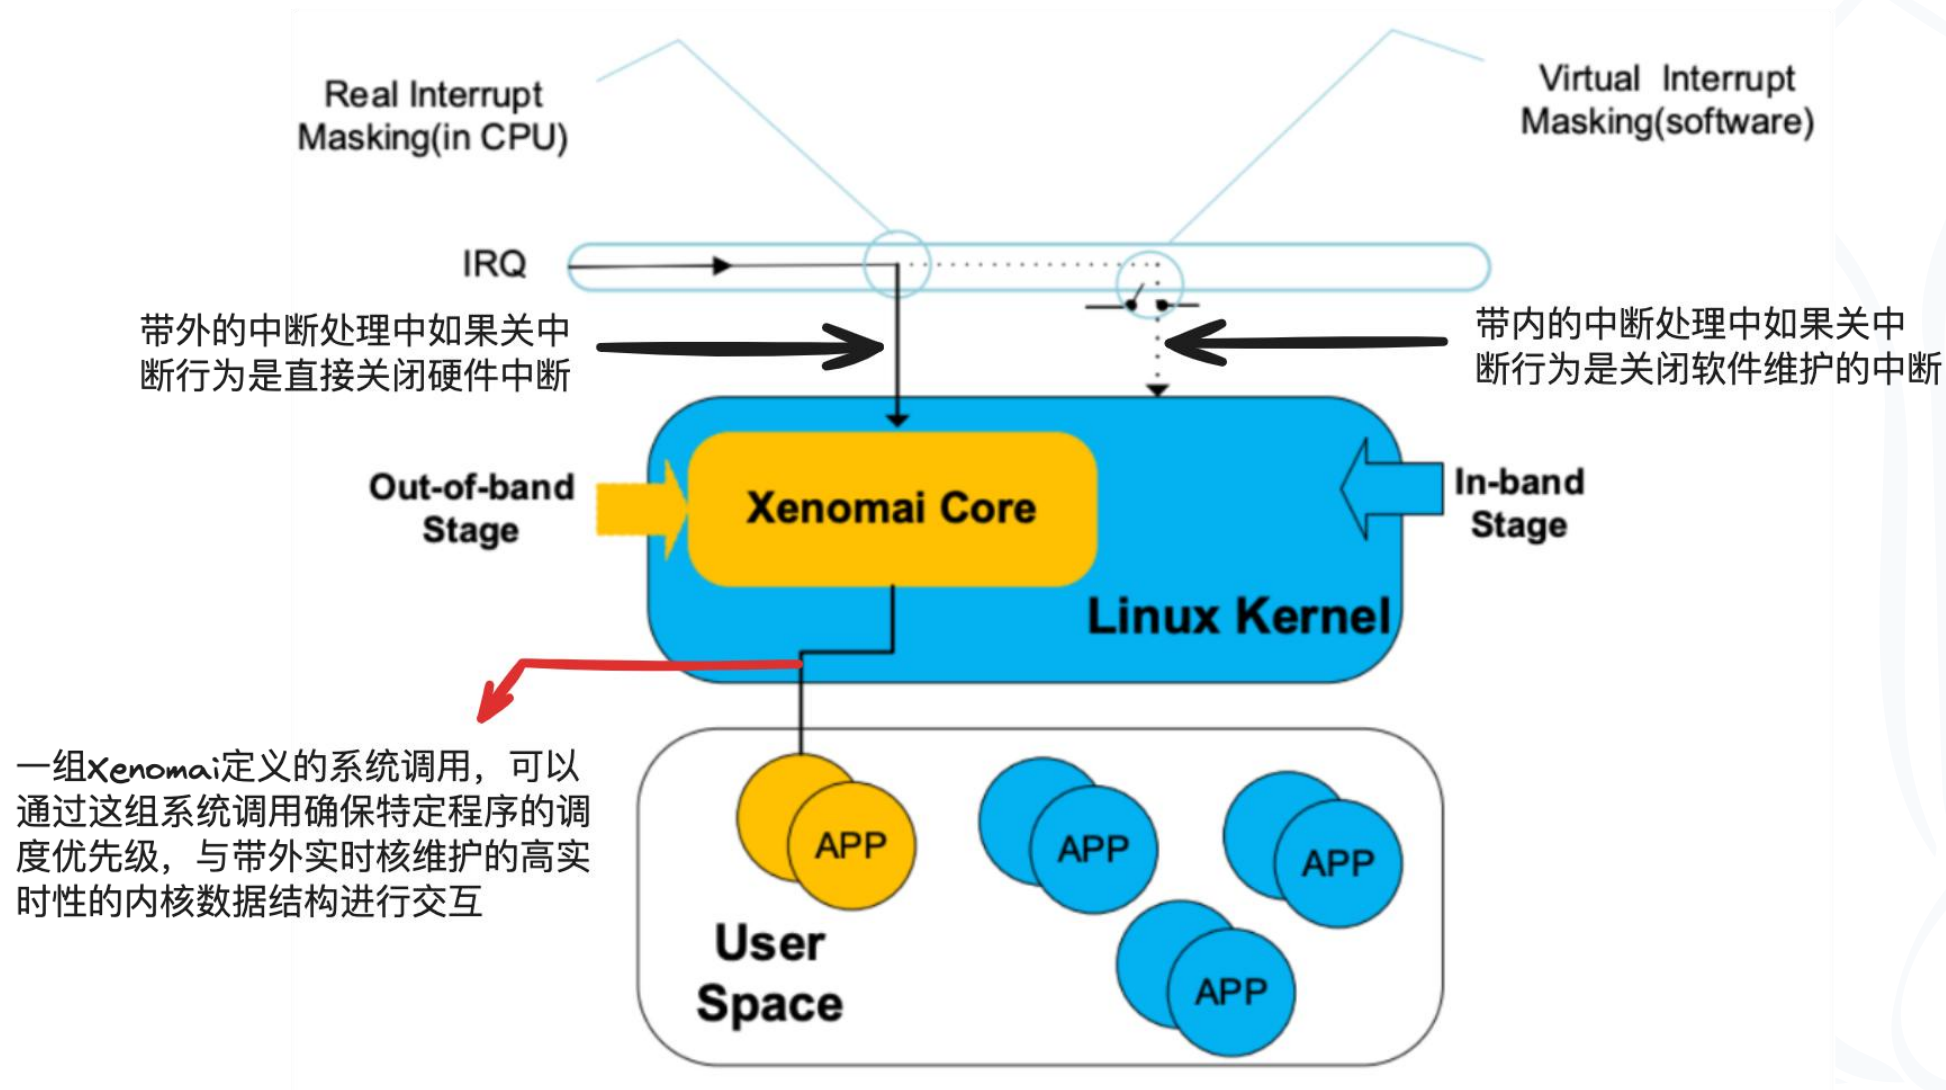 Real Interrupt
Masking(in CPU)
Virtual Interrupt
Masking(software)
IRQ
带外的中断处理中如果关中
断行为是直接关闭硬件中断
带内的中断处理中如果关中
断行为是关闭软件维护的中断
Out-of-band
Stage
Xenomai Core
In-band
Stage
Linux Kernel
一组Xenomai定义的系统调用，可以
通过这组系统调用确保特定程序的调
度优先级，与带外实时核维护的高实
时性的内核数据结构进行交互
APP
APP
APP
APP
User
Space